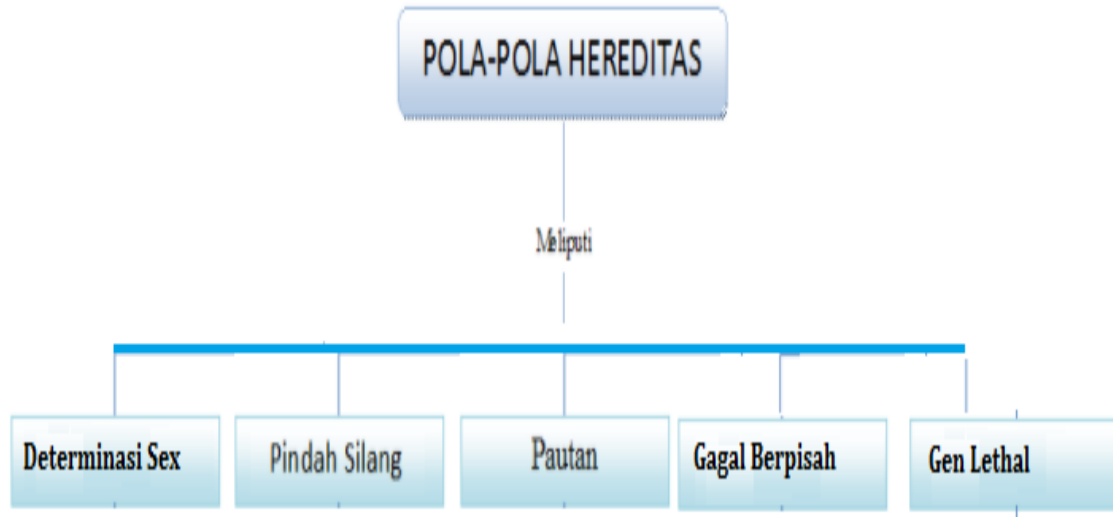 POLA-POLA HEREDITAS
Meliputi
Determinasi Sex
Pindah Silang
Pautan
Gagal Berpisah
Gen Lethal